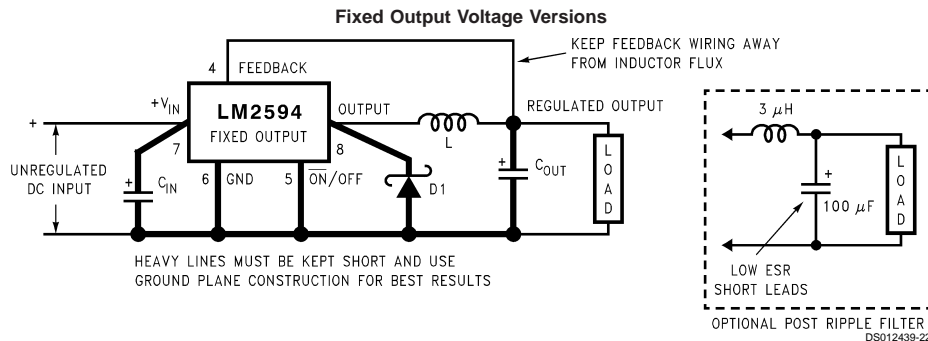 Fixed Output Voltage Versions
KEEP FEEDBACK WIRING AWAY
FROM INDUCTOR FLUX
4 FEEDBACK
+VIN
LM2594
FIXED OUTPUT
OUTPUT
REGULATED OUTPUT
+
7
8
L
UNREGULATED
DC INPUT
+
CIN
6 GND
5 ON/OFF
D1
+
COUT
LOAD
HEAVY LINES MUST BE KEPT SHORT AND USE
GROUND PLANE CONSTRUCTION FOR BEST RESULTS
3 μH
+
100 μF
LOAD
LOW ESR
SHORT LEADS
OPTIONAL POST RIPPLE FILTER
DS012439-22